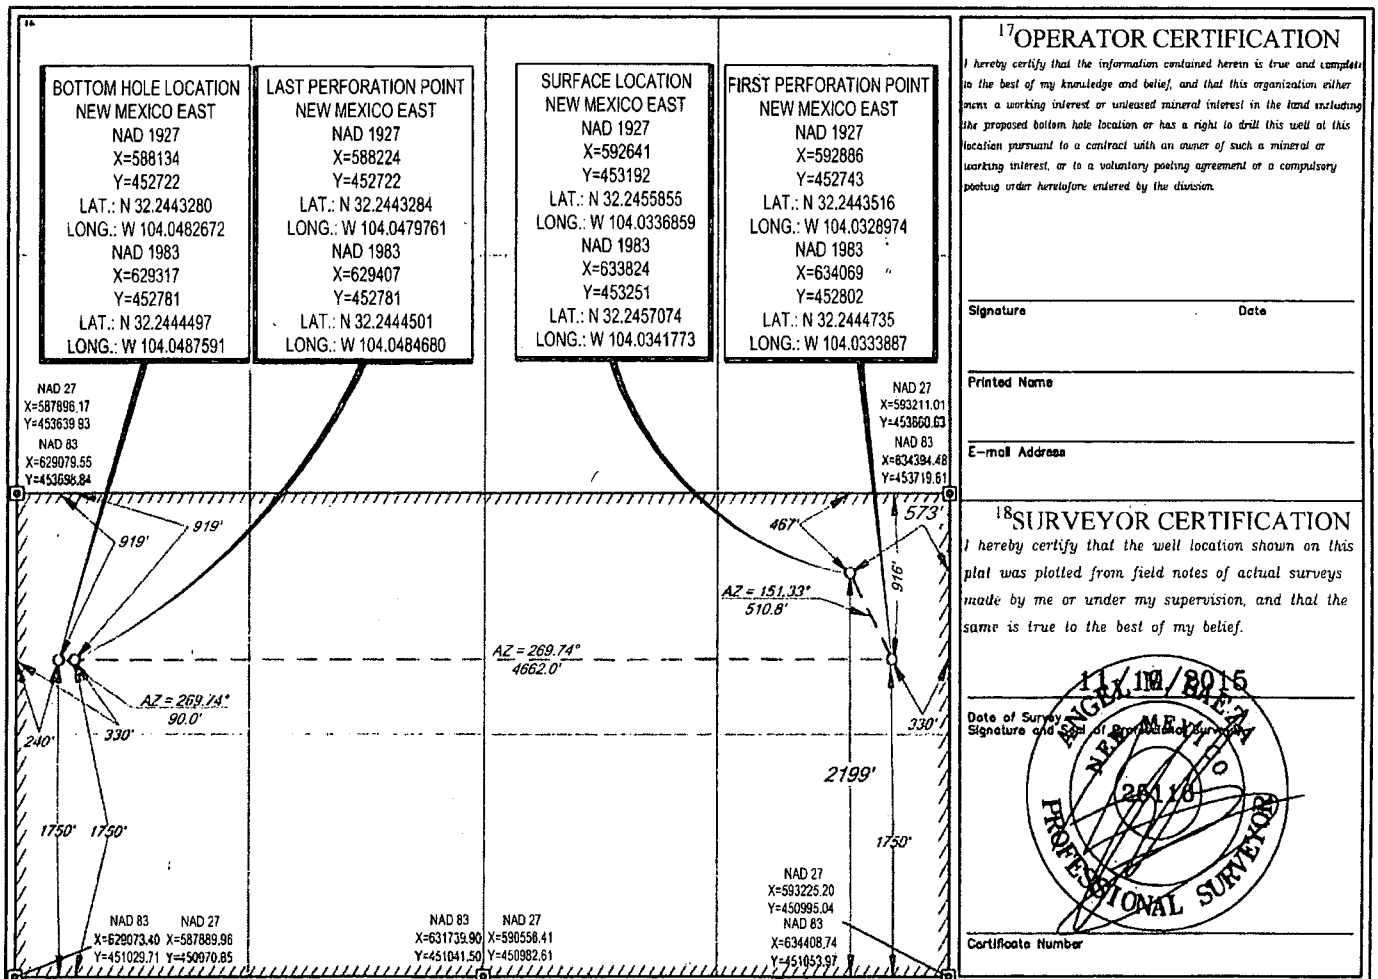 16
BOTTOM HOLE LOCATION
NEW MEXICO EAST
NAD 1927
X=588134
Y=452722
LAT.: N 32.2443280
LONG.: W 104.0482672
NAD 1983
X=629317
Y=452781
LAT.: N 32.2444497
LONG.: W 104.0487591
LAST PERFORATION POINT
NEW MEXICO EAST
NAD 1927
X=588224
Y=452722
LAT.: N 32.2443284
LONG.: W 104.0479761
NAD 1983
X=629407
Y=452781
LAT.: N 32.2444501
LONG.: W 104.0484680
SURFACE LOCATION
NEW MEXICO EAST
NAD 1927
X=592641
Y=453192
LAT.: N 32.2455855
LONG.: W 104.0336859
NAD 1983
X=633824
Y=453251
LAT.: N 32.2457074
LONG.: W 104.0341773
FIRST PERFORATION POINT
NEW MEXICO EAST
NAD 1927
X=592886
Y=452743
LAT.: N 32.2443516
LONG.: W 104.0328974
NAD 1983
X=634069
Y=452802
LAT.: N 32.2444735
LONG.: W 104.0333887
NAD 27
X=587896.17
Y=453639.93
NAD 83
X=629079.55
Y=453698.84
NAD 27
X=593211.01
Y=453660.63
NAD 83
X=634394.48
Y=453719.61
919'
919'
467'
573'
916'
AZ = 151.33°
510.8'
AZ = 269.74°
4662.0'
AZ = 269.74°
90.0'
240'
330'
330'
2199'
1750'
1750'
1750'
NAD 83 NAD 27
X=629073.40 X=587889.96
Y=451029.71 Y=450970.85
NAD 83 NAD 27
X=631739.90 X=590556.41
Y=451041.50 Y=450982.61
NAD 27
X=593225.20
Y=450995.04
NAD 83
X=634408.74
Y=451053.97
17OPERATOR CERTIFICATION
I hereby certify that the information contained herein is true and complete
to the best of my knowledge and belief, and that this organization either
owns a working interest or unleased mineral interest in the land including
the proposed bottom hole location or has a right to drill this well at this
location pursuant to a contract with an owner of such a mineral or
working interest, or to a voluntary pooling agreement or a compulsory
pooling order heretofore entered by the division.
Signature Date
Printed Name
E-mail Address
18SURVEYOR CERTIFICATION
I hereby certify that the well location shown on this
plat was plotted from field notes of actual surveys
made by me or under my supervision, and that the
same is true to the best of my belief.
Date of Survey
Signature and Seal of Professional Surveyor
ANGEL M. BAEZA
NEW MEXICO
25116
PROFESSIONAL SURVEYOR
Certificate Number